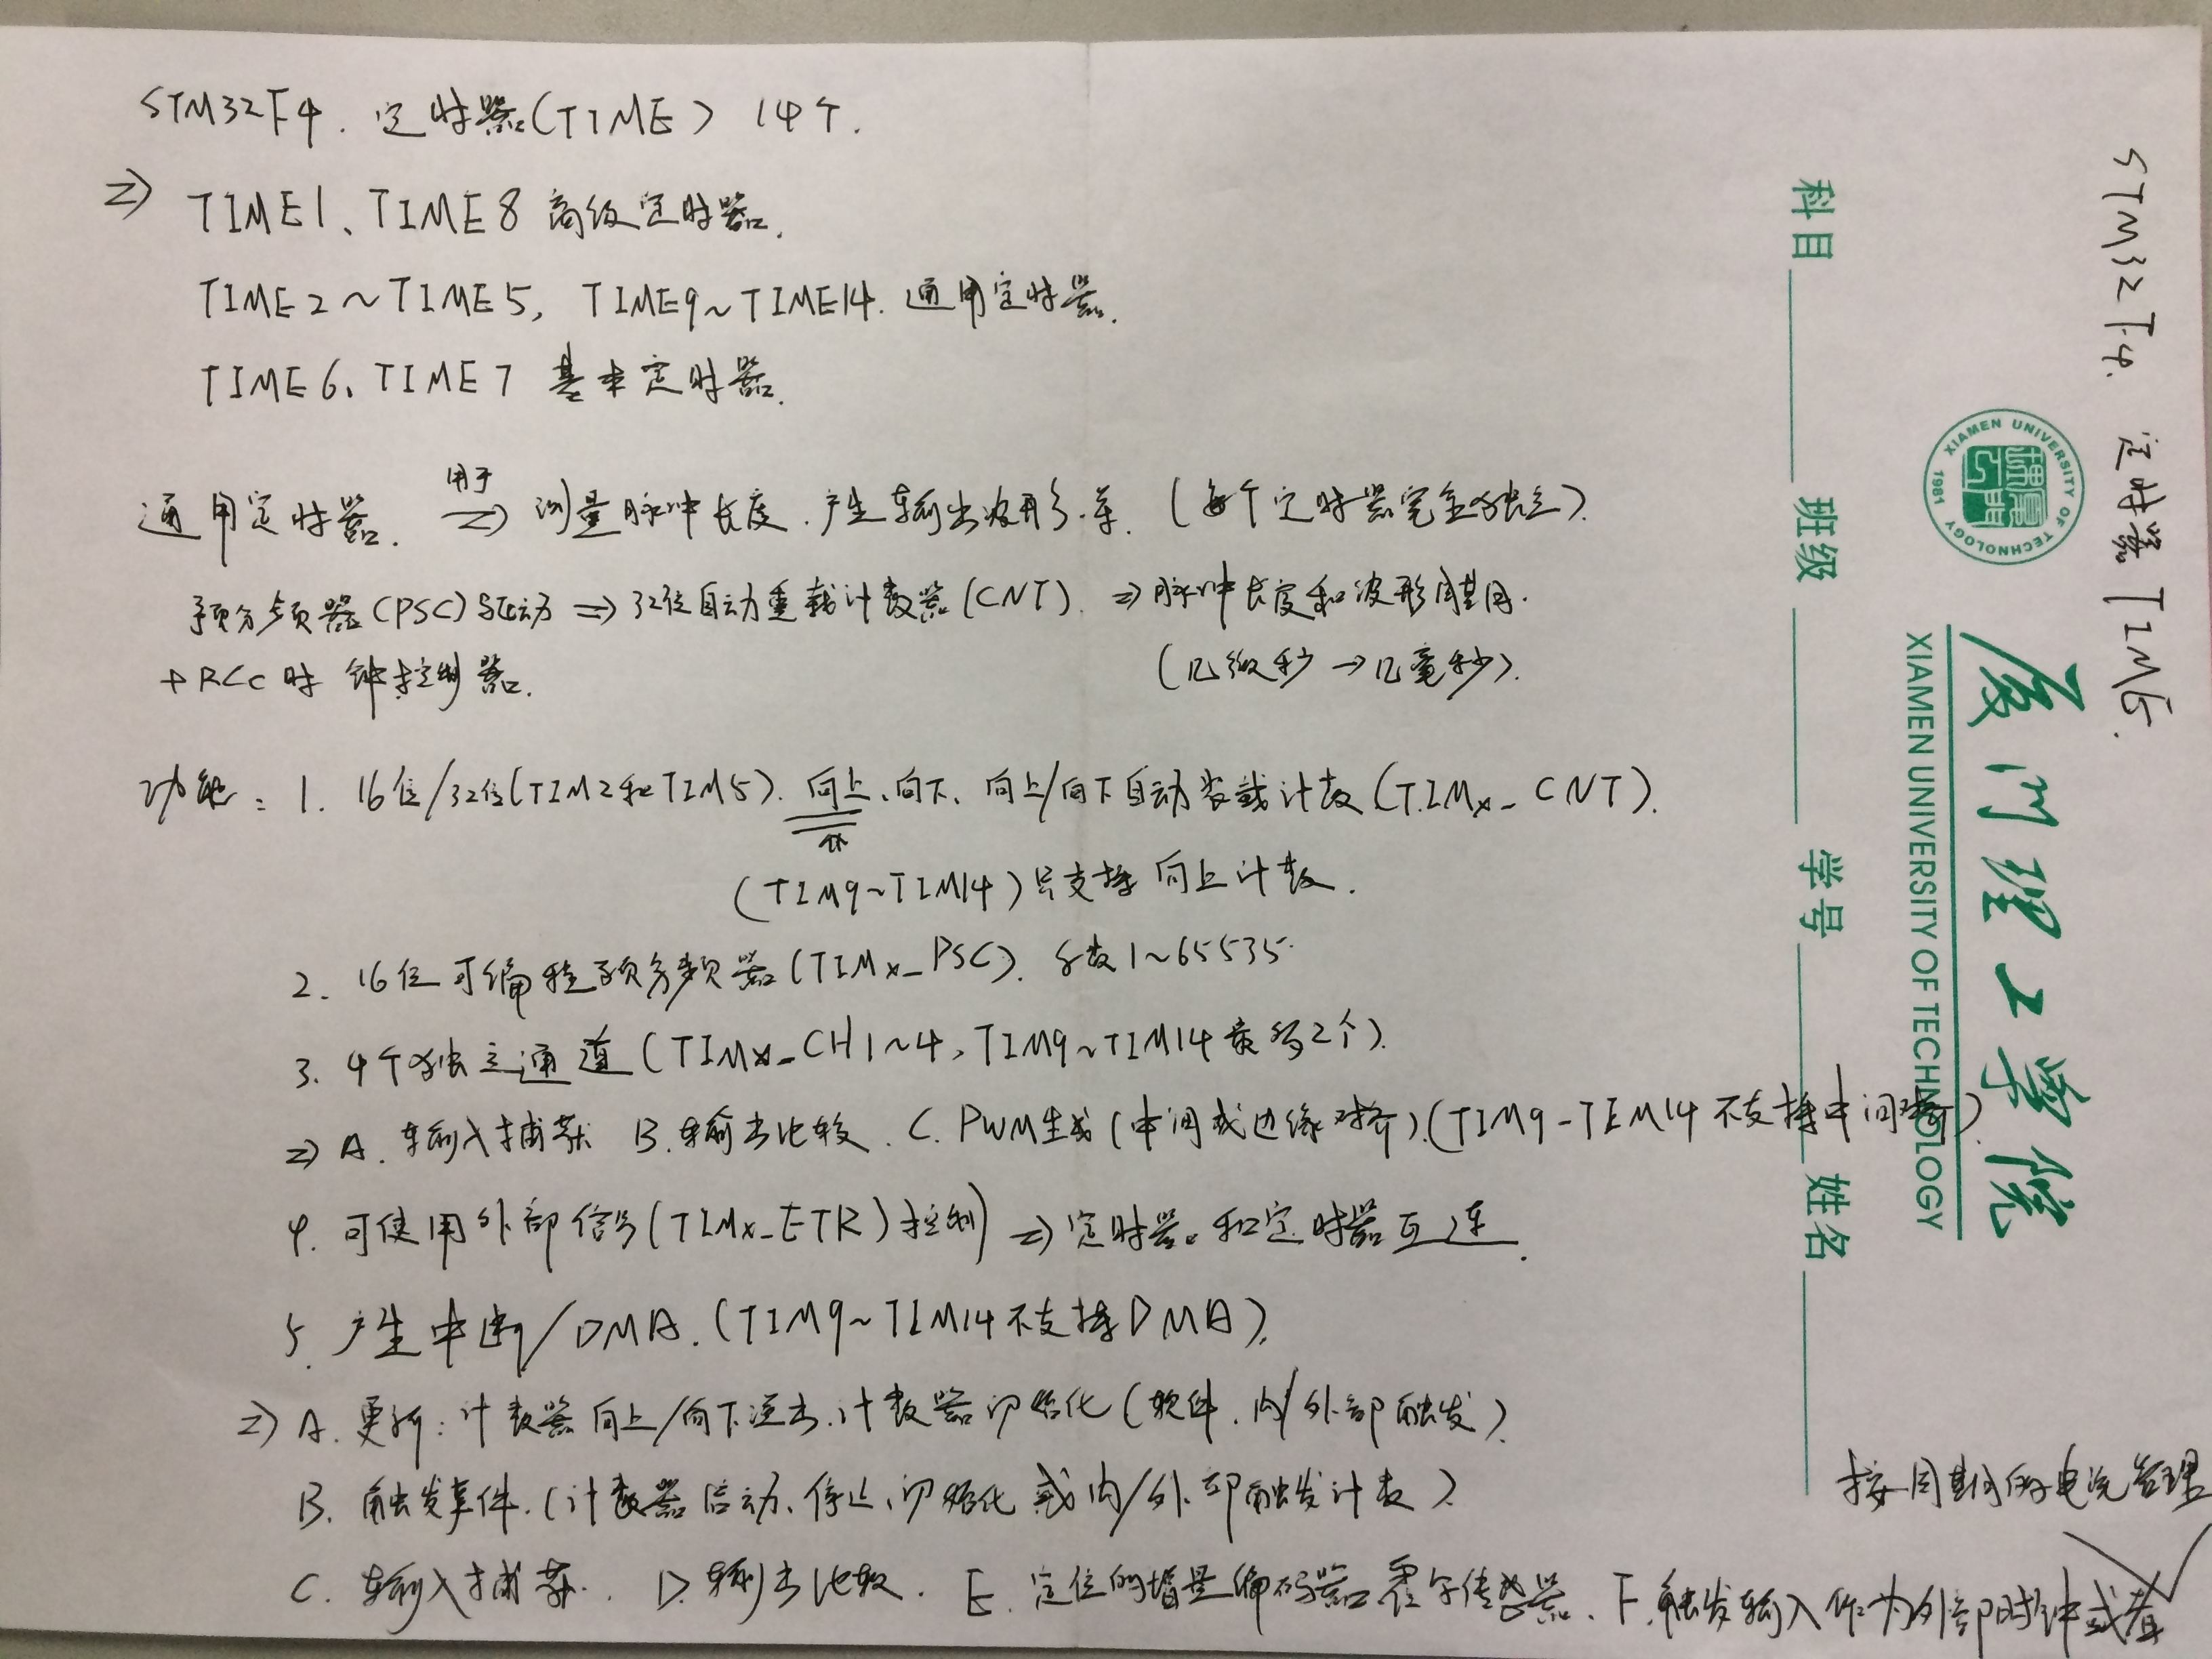 STM32F4. 定时器(TIME) 14个.
⇒ TIME1、TIME8 高级定时器.
TIME2~TIME5, TIME9~TIME14. 通用定时器.
TIME6、TIME7 基本定时器.
用于
通用定时器. ⇒ 测量脉冲长度. 产生输出波形等. (每个定时器完全独立).
预分频器(PSC)驱动 ⇒ 32位自动重载计数器(CNT). ⇒ 脉冲长度和波形周期.
+RCC时钟控制器. (几微秒→几毫秒).
功能: 1. 16位/32位(TIM2和TIM5). 向上、向下、向上/向下自动装载计数(TIMx_CNT).
(TIM9~TIM14)只支持向上计数.
2. 16位可编程预分频器(TIMx_PSC). 分数1~65535.
3. 4个独立通道(TIMx_CH1~4, TIM9~TIM14最多2个).
⇒ A. 输入捕获 B. 输出比较. C. PWM生成(中间或边缘对齐).(TIM9-TIM14不支持中间对齐)
4. 可使用外部信号(TIMx_ETR)控制 ⇒ 定时器. 和定时器互连.
5. 产生中断/DMA. (TIM9~TIM14不支持DMA).
⇒ A. 更新: 计数器向上/向下溢出. 计数器初始化(软件. 内/外部触发).
B. 触发事件. (计数器启动、停止、初始化或内/外部触发计数).
C. 输入捕获. D. 输出比较. E. 定位的增量编码器 霍尔传感器. F. 触发输入作为外部时钟或者
按周期的电流管理
STM32F4. 定时器 TIME.
厦门理工学院
XIAMEN UNIVERSITY OF TECHNOLOGY
XIAMEN UNIVERSITY OF TECHNOLOGY 1981
科目 班级 学号 姓名